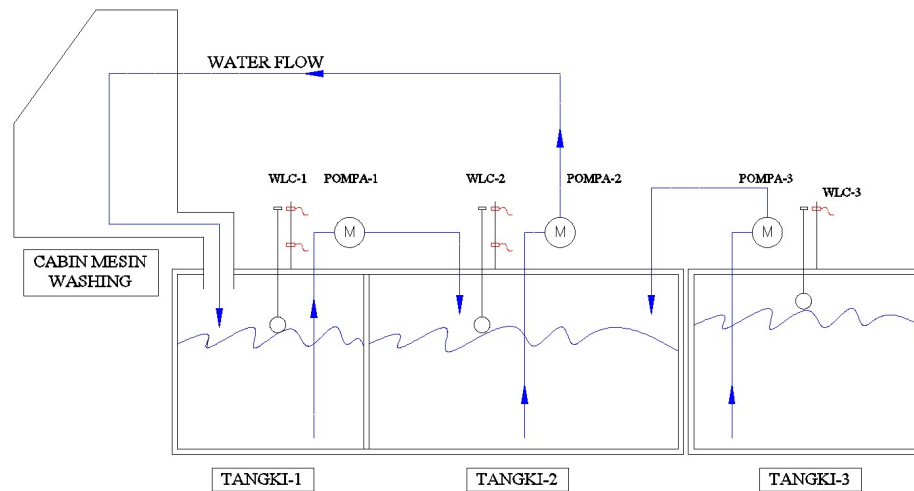 WATER FLOW
WLC-1
POMPA-1
WLC-2
POMPA-2
POMPA-3
WLC-3
M
M
M
CABIN MESIN
WASHING
TANGKI-1
TANGKI-2
TANGKI-3